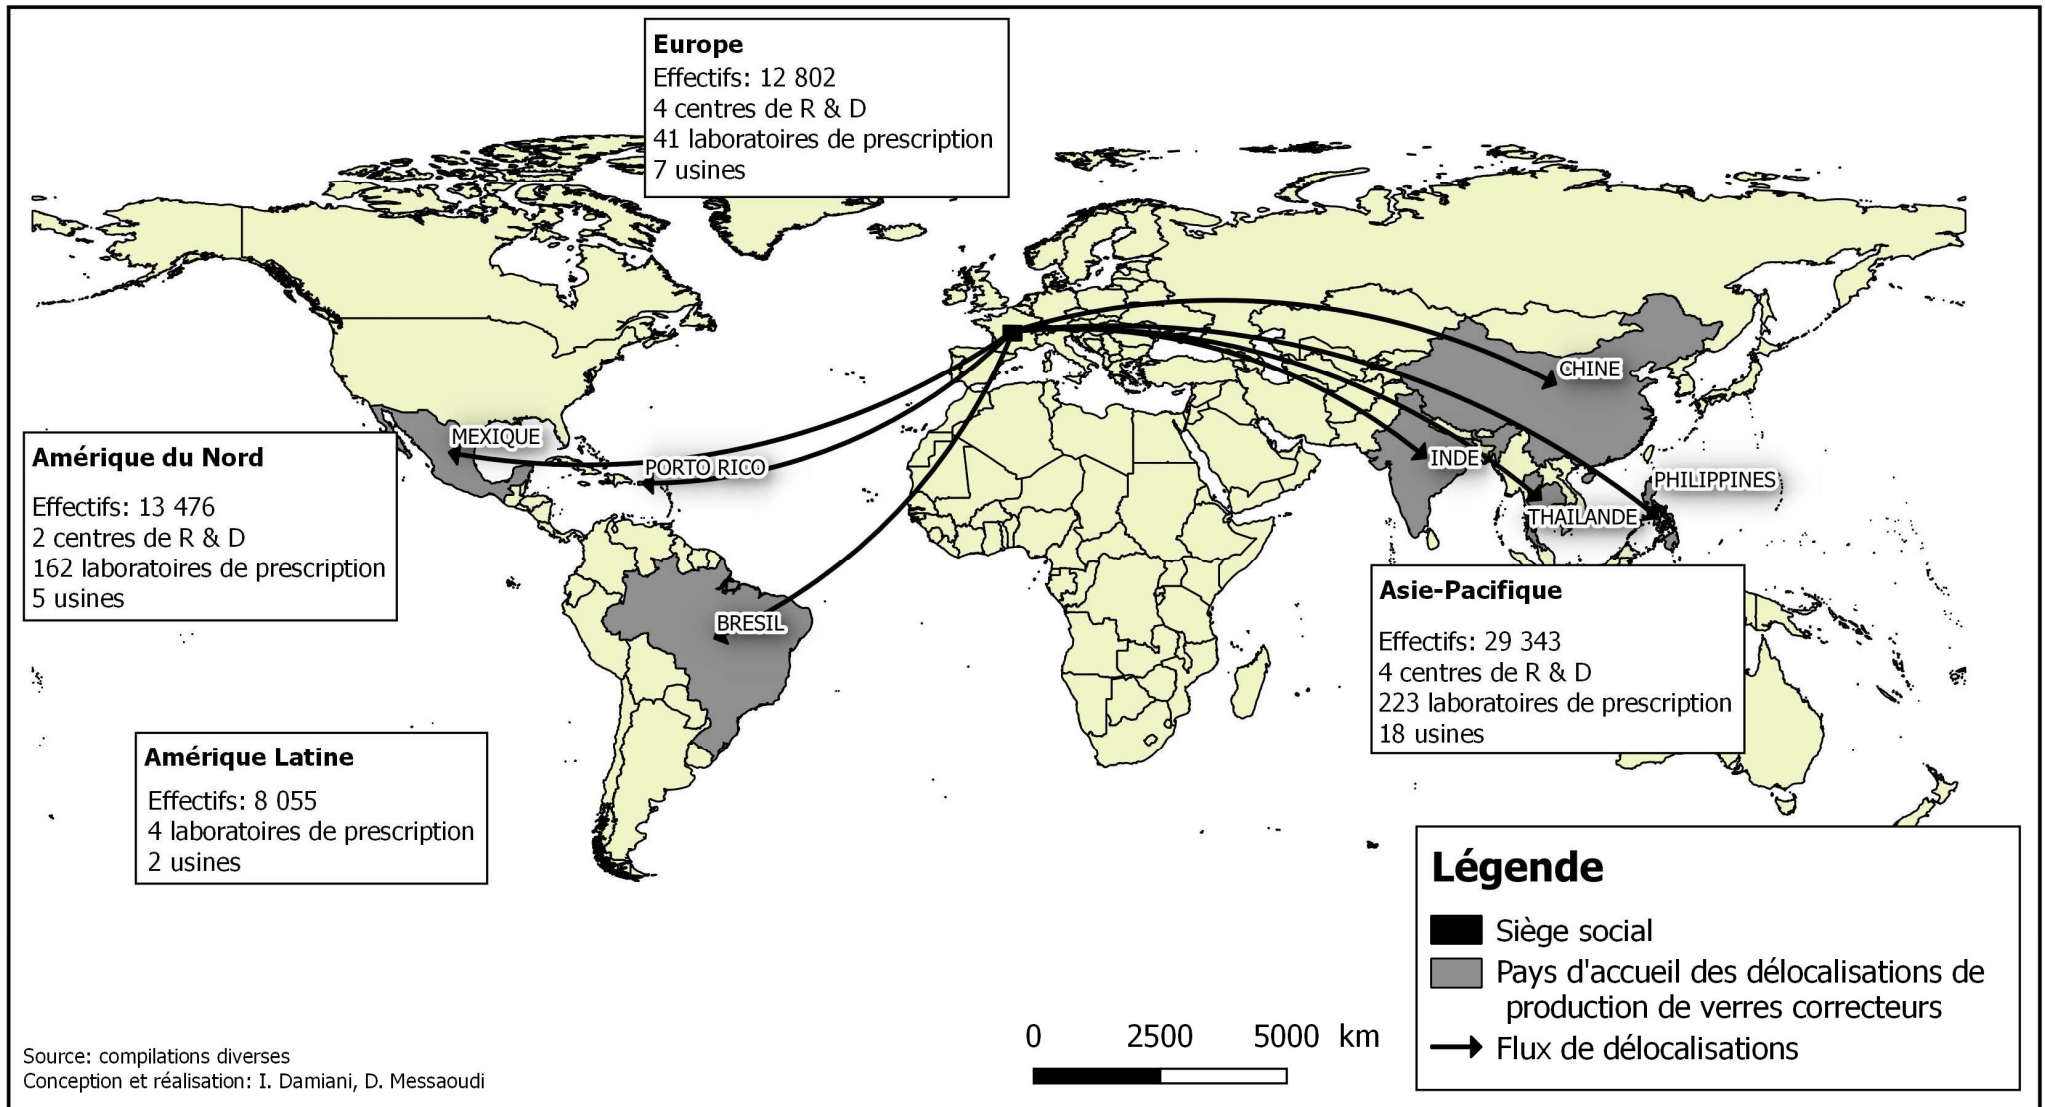 Europe
Effectifs: 12 802
4 centres de R & D
41 laboratoires de prescription
7 usines
CHINE
MEXIQUE
PORTO RICO
INDE
PHILIPPINES
THAILANDE
BRESIL
Amérique du Nord
Effectifs: 13 476
2 centres de R & D
162 laboratoires de prescription
5 usines
Asie-Pacifique
Effectifs: 29 343
4 centres de R & D
223 laboratoires de prescription
18 usines
Amérique Latine
Effectifs: 8 055
4 laboratoires de prescription
2 usines
Légende
Siège social
Pays d'accueil des délocalisations de
production de verres correcteurs
Flux de délocalisations
0 2500 5000 km
Source: compilations diverses
Conception et réalisation: I. Damiani, D. Messaoudi